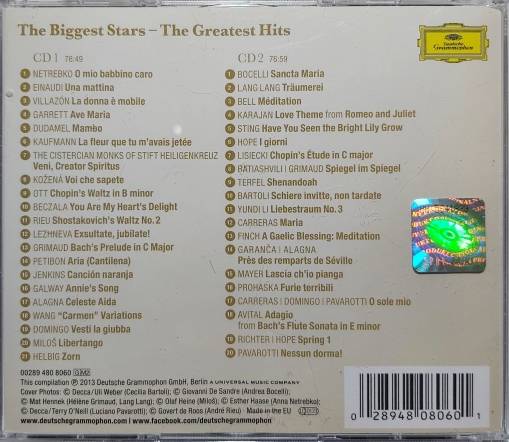 The Biggest Stars – The Greatest Hits
Deutsche
Grammophon
CD 1 76:49
1 NETREBKO O mio babbino caro
2 EINAUDI Una mattina
3 VILLAZÓN La donna è mobile
4 GARRETT Ave Maria
5 DUDAMEL Mambo
6 KAUFMANN La fleur que tu m'avais jetée
7 THE CISTERCIAN MONKS OF STIFT HEILIGENKREUZ
Veni, Creator Spiritus
8 KOŽENÁ Voi che sapete
9 OTT Chopin's Waltz in B minor
10 BECZALA You Are My Heart's Delight
11 RIEU Shostakovich's Waltz No. 2
12 LEZHNEVA Exsultate, jubilate!
13 GRIMAUD Bach's Prelude in C Major
14 PETIBON Aria (Cantilena)
15 JENKINS Canción naranja
16 GALWAY Annie's Song
17 ALAGNA Celeste Aida
18 WANG "Carmen" Variations
19 DOMINGO Vesti la giubba
20 MILOŠ Libertango
21 HELBIG Zorn
CD 2 76:59
1 BOCELLI Sancta Maria
2 LANG LANG Träumerei
3 BELL Méditation
4 KARAJAN Love Theme from Romeo and Juliet
5 STING Have You Seen the Bright Lily Grow
6 HOPE I giorni
7 LISIECKI Chopin's Étude in C major
8 BATIASHVILI | GRIMAUD Spiegel im Spiegel
9 TERFEL Shenandoah
10 BARTOLI Schiere invitte, non tardate
11 YUNDI LI Liebestraum No. 3
12 CARRERAS Maria
13 FINCH A Gaelic Blessing: Meditation
14 GARANČA | ALAGNA
Près des remparts de Séville
15 MAYER Lascia ch'io pianga
16 PROHASKA Furie terribili
17 CARRERAS | DOMINGO | PAVAROTTI O sole mio
18 AVITAL Adagio
from Bach's Flute Sonata in E minor
19 RICHTER | HOPE Spring 1
20 PAVAROTTI Nessun dorma!
00289 480 8060 GM2
This compilation ℗ 2013 Deutsche Grammophon GmbH, Berlin A UNIVERSAL MUSIC COMPANY
Cover Photos: © Decca/Uli Weber (Cecilia Bartoli); © Giovanni De Sandre (Andrea Bocelli);
© Mat Hennek (Hélène Grimaud, Lang Lang); © Olaf Heine (Miloš); © Esther Haase (Anna Netrebko);
© Decca/Terry O'Neill (Luciano Pavarotti); © Govert de Roos (André Rieu) Made in the EU
www.deutschegrammophon.com | www.facebook.com/deutschegrammophon
0 28948 08060 1